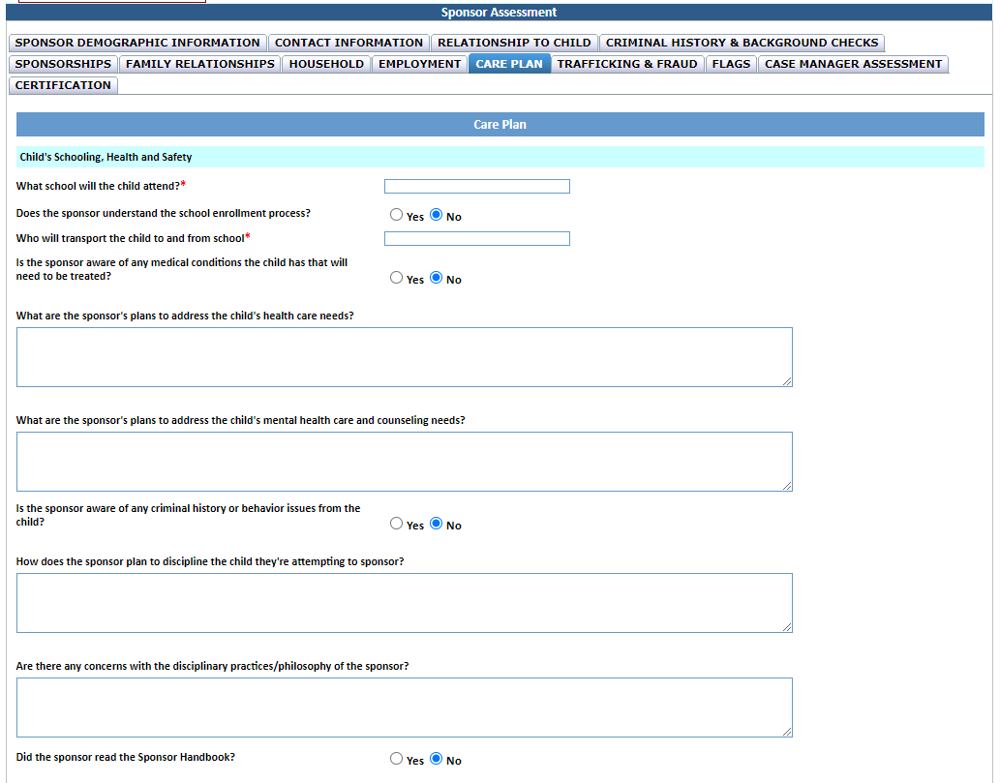 Sponsor Assessment
SPONSOR DEMOGRAPHIC INFORMATION CONTACT INFORMATION RELATIONSHIP TO CHILD CRIMINAL HISTORY & BACKGROUND CHECKS
SPONSORSHIPS FAMILY RELATIONSHIPS HOUSEHOLD EMPLOYMENT CARE PLAN TRAFFICKING & FRAUD FLAGS CASE MANAGER ASSESSMENT
CERTIFICATION
Care Plan
Child's Schooling, Health and Safety
What school will the child attend?*
Does the sponsor understand the school enrollment process? Yes No
Who will transport the child to and from school*
Is the sponsor aware of any medical conditions the child has that will
need to be treated? Yes No
What are the sponsor's plans to address the child's health care needs?
What are the sponsor's plans to address the child's mental health care and counseling needs?
Is the sponsor aware of any criminal history or behavior issues from the
child? Yes No
How does the sponsor plan to discipline the child they're attempting to sponsor?
Are there any concerns with the disciplinary practices/philosophy of the sponsor?
Did the sponsor read the Sponsor Handbook? Yes No